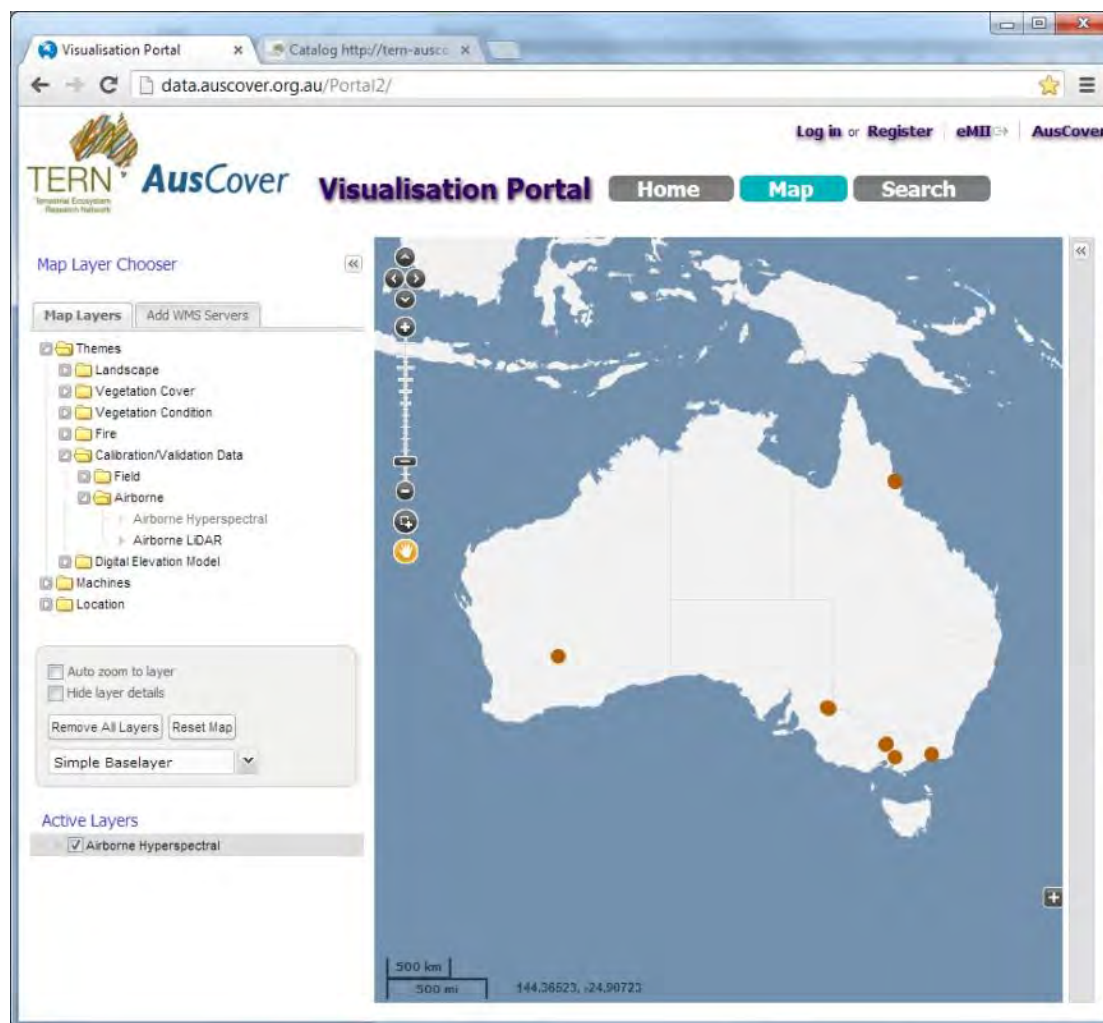 Visualisation Portal
Catalog http://tern-ausco
data.auscover.org.au/Portal2/
Log in or Register eMII AusCover
TERN AusCover
Terrestrial Ecosystem
Research Network
Visualisation Portal Home Map Search
Map Layer Chooser
Map Layers Add WMS Servers
Themes
Landscape
Vegetation Cover
Vegetation Condition
Fire
Calibration/Validation Data
Field
Airborne
Airborne Hyperspectral
Airborne LiDAR
Digital Elevation Model
Machines
Location
Auto zoom to layer
Hide layer details
Remove All Layers Reset Map
Simple Baselayer
Active Layers
Airborne Hyperspectral
500 km
500 mi
144.36523, -24.90723